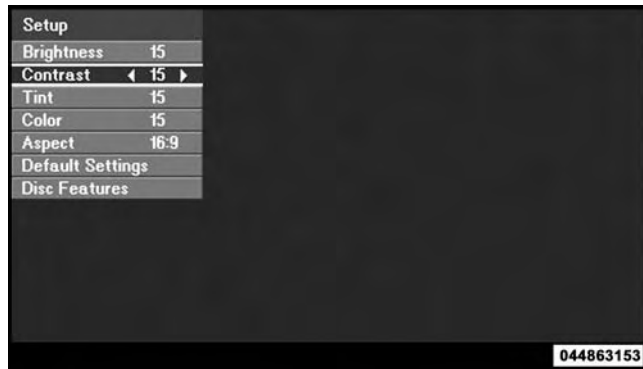 Setup
Brightness 15
Contrast 15
Tint 15
Color 15
Aspect 16:9
Default Settings
Disc Features
044863153